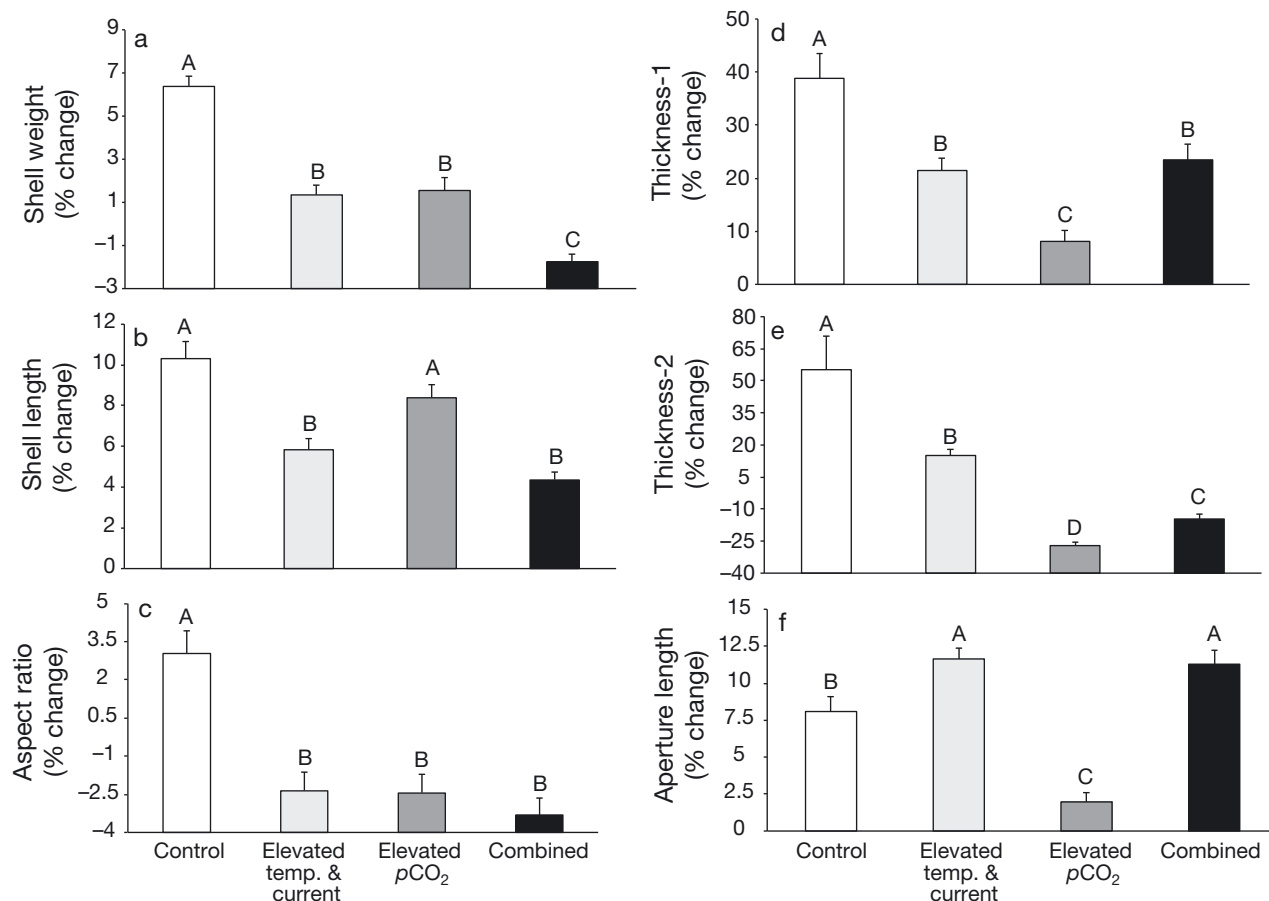 a
Shell weight
(% change)
9
7
5
3
1
–1
–3
A
B
B
C
b
Shell length
(% change)
12
10
8
6
4
2
0
A
B
A
B
c
Aspect ratio
(% change)
5
3.5
2
0.5
–1
–2.5
–4
A
B
B
B
Control
Elevated
temp. &
current
Elevated
pCO2
Combined
d
Thickness-1
(% change)
50
40
30
20
10
0
A
B
C
B
e
Thickness-2
(% change)
80
65
50
35
20
5
–10
–25
–40
A
B
D
C
f
Aperture length
(% change)
15
12.5
10
7.5
5
2.5
0
B
A
C
A
Control
Elevated
temp. &
current
Elevated
pCO2
Combined